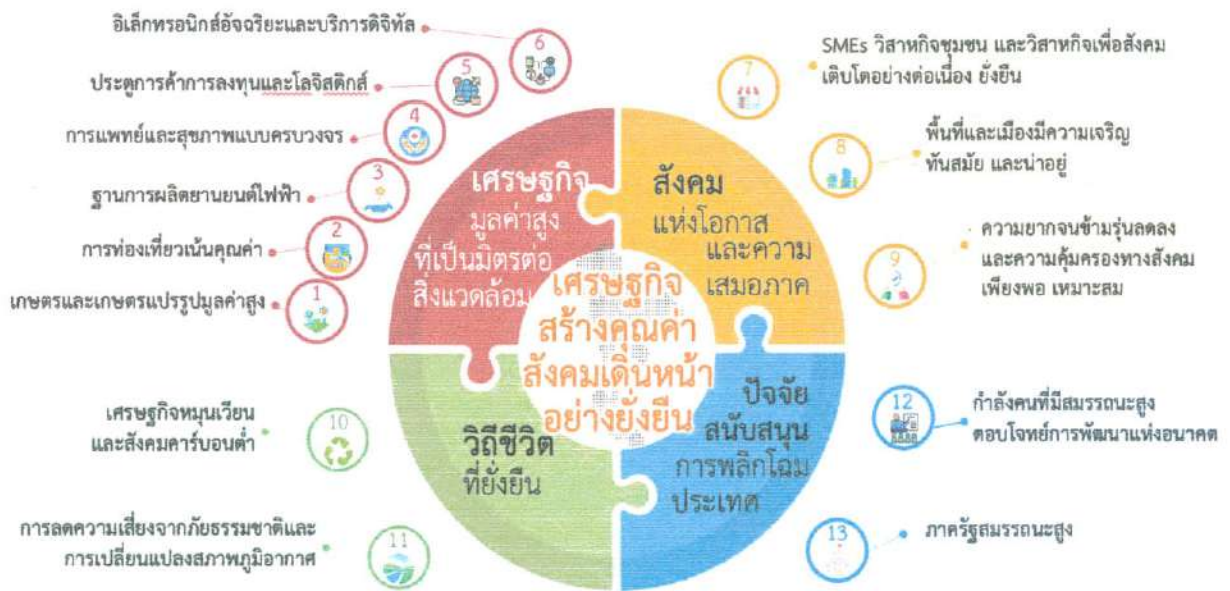 อิเล็กทรอนิกส์อัจฉริยะและบริการดิจิทัล
6
ประตูการค้าการลงทุนและโลจิสติกส์
5
การแพทย์และสุขภาพแบบครบวงจร
4
ฐานการผลิตยานยนต์ไฟฟ้า
3
การท่องเที่ยวเน้นคุณค่า
2
เกษตรและเกษตรแปรรูปมูลค่าสูง
1
เศรษฐกิจ
มูลค่าสูง
ที่เป็นมิตรต่อ
สิ่งแวดล้อม
สังคม
แห่งโอกาส
และความ
เสมอภาค
7
SMEs วิสาหกิจชุมชน และวิสาหกิจเพื่อสังคม
เติบโตอย่างต่อเนื่อง ยั่งยืน
8
พื้นที่และเมืองมีความเจริญ
ทันสมัย และน่าอยู่
9
ความยากจนข้ามรุ่นลดลง
และความคุ้มครองทางสังคม
เพียงพอ เหมาะสม
เศรษฐกิจ
สร้างคุณค่า
สังคมเดินหน้า
อย่างยั่งยืน
วิถีชีวิต
ที่ยั่งยืน
เศรษฐกิจหมุนเวียน
และสังคมคาร์บอนต่ำ
10
การลดความเสี่ยงจากภัยธรรมชาติและ
การเปลี่ยนแปลงสภาพภูมิอากาศ
11
ปัจจัย
สนับสนุน
การพลิกโฉม
ประเทศ
12
กำลังคนที่มีสมรรถนะสูง
ตอบโจทย์การพัฒนาแห่งอนาคต
13
ภาครัฐสมรรถนะสูง